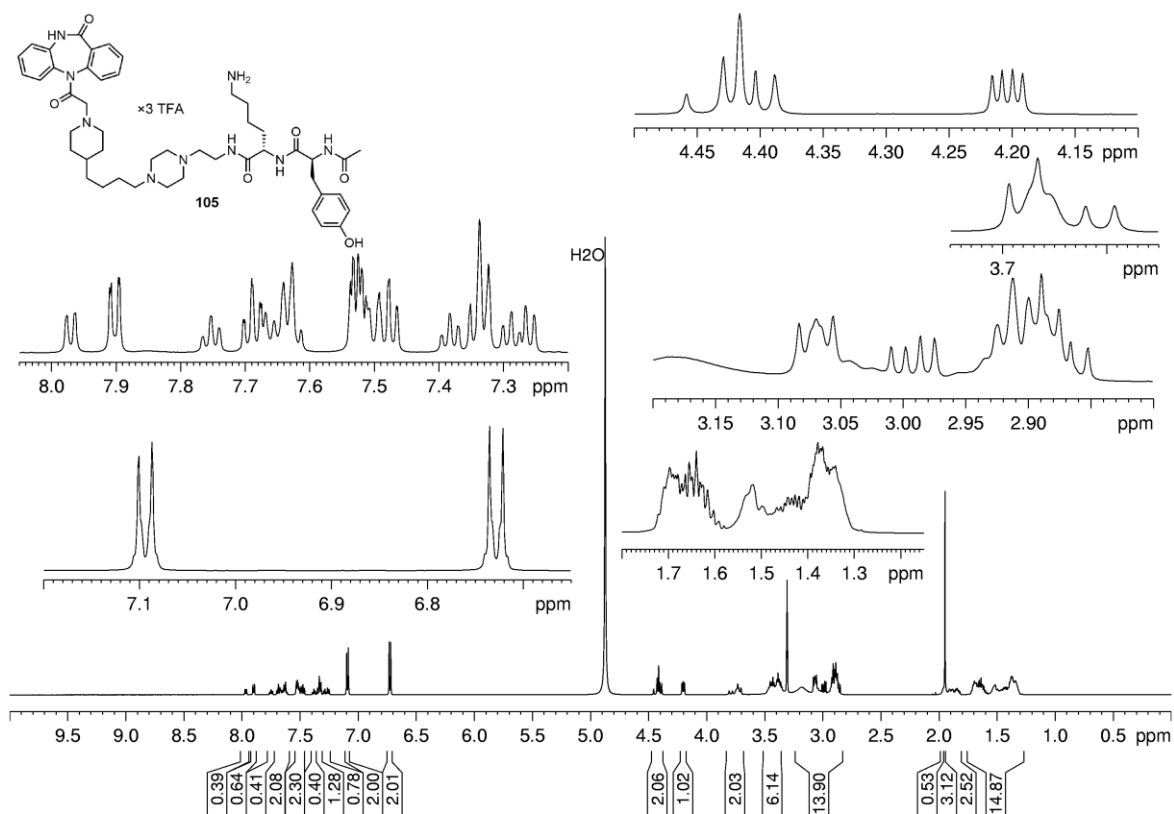 O
HN
N
O
N
×3 TFA
NH2
N
N
H
N
O
N
H
O
H
N
O
OH
105
H2O
4.45 4.40 4.35 4.30 4.25 4.20 4.15 ppm
3.7 ppm
8.0 7.9 7.8 7.7 7.6 7.5 7.4 7.3 ppm
3.15 3.10 3.05 3.00 2.95 2.90 ppm
7.1 7.0 6.9 6.8 ppm
1.7 1.6 1.5 1.4 1.3 ppm
9.5 9.0 8.5 8.0 7.5 7.0 6.5 6.0 5.5 5.0 4.5 4.0 3.5 3.0 2.5 2.0 1.5 1.0 0.5 ppm
0.39 0.64 0.41 2.08 2.30 0.40 1.28 0.78 2.00 2.01 2.06 1.02 2.03 6.14 13.90 0.53 3.12 2.52 14.87